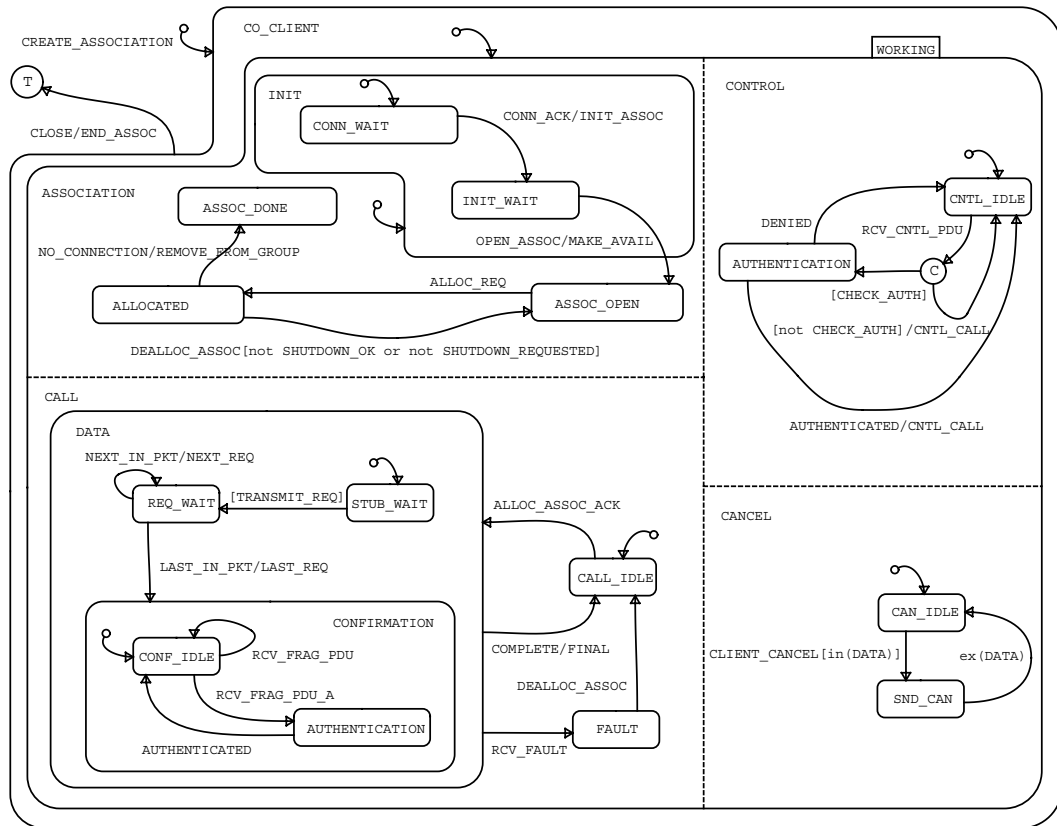 CO_CLIENT
CREATE_ASSOCIATION
WORKING
T
CLOSE/END_ASSOC
INIT
CONN_WAIT
CONN_ACK/INIT_ASSOC
CONTROL
ASSOCIATION
ASSOC_DONE
INIT_WAIT
CNTL_IDLE
DENIED
RCV_CNTL_PDU
NO_CONNECTION/REMOVE_FROM_GROUP
OPEN_ASSOC/MAKE_AVAIL
AUTHENTICATION
C
ALLOC_REQ
[CHECK_AUTH]
ALLOCATED
ASSOC_OPEN
[not CHECK_AUTH]/CNTL_CALL
DEALLOC_ASSOC[not SHUTDOWN_OK or not SHUTDOWN_REQUESTED]
CALL
AUTHENTICATED/CNTL_CALL
DATA
NEXT_IN_PKT/NEXT_REQ
REQ_WAIT
[TRANSMIT_REQ]
STUB_WAIT
ALLOC_ASSOC_ACK
CANCEL
LAST_IN_PKT/LAST_REQ
CALL_IDLE
CAN_IDLE
CONFIRMATION
CONF_IDLE
RCV_FRAG_PDU
COMPLETE/FINAL
CLIENT_CANCEL[in(DATA)]
ex(DATA)
RCV_FRAG_PDU_A
DEALLOC_ASSOC
SND_CAN
AUTHENTICATION
FAULT
AUTHENTICATED
RCV_FAULT